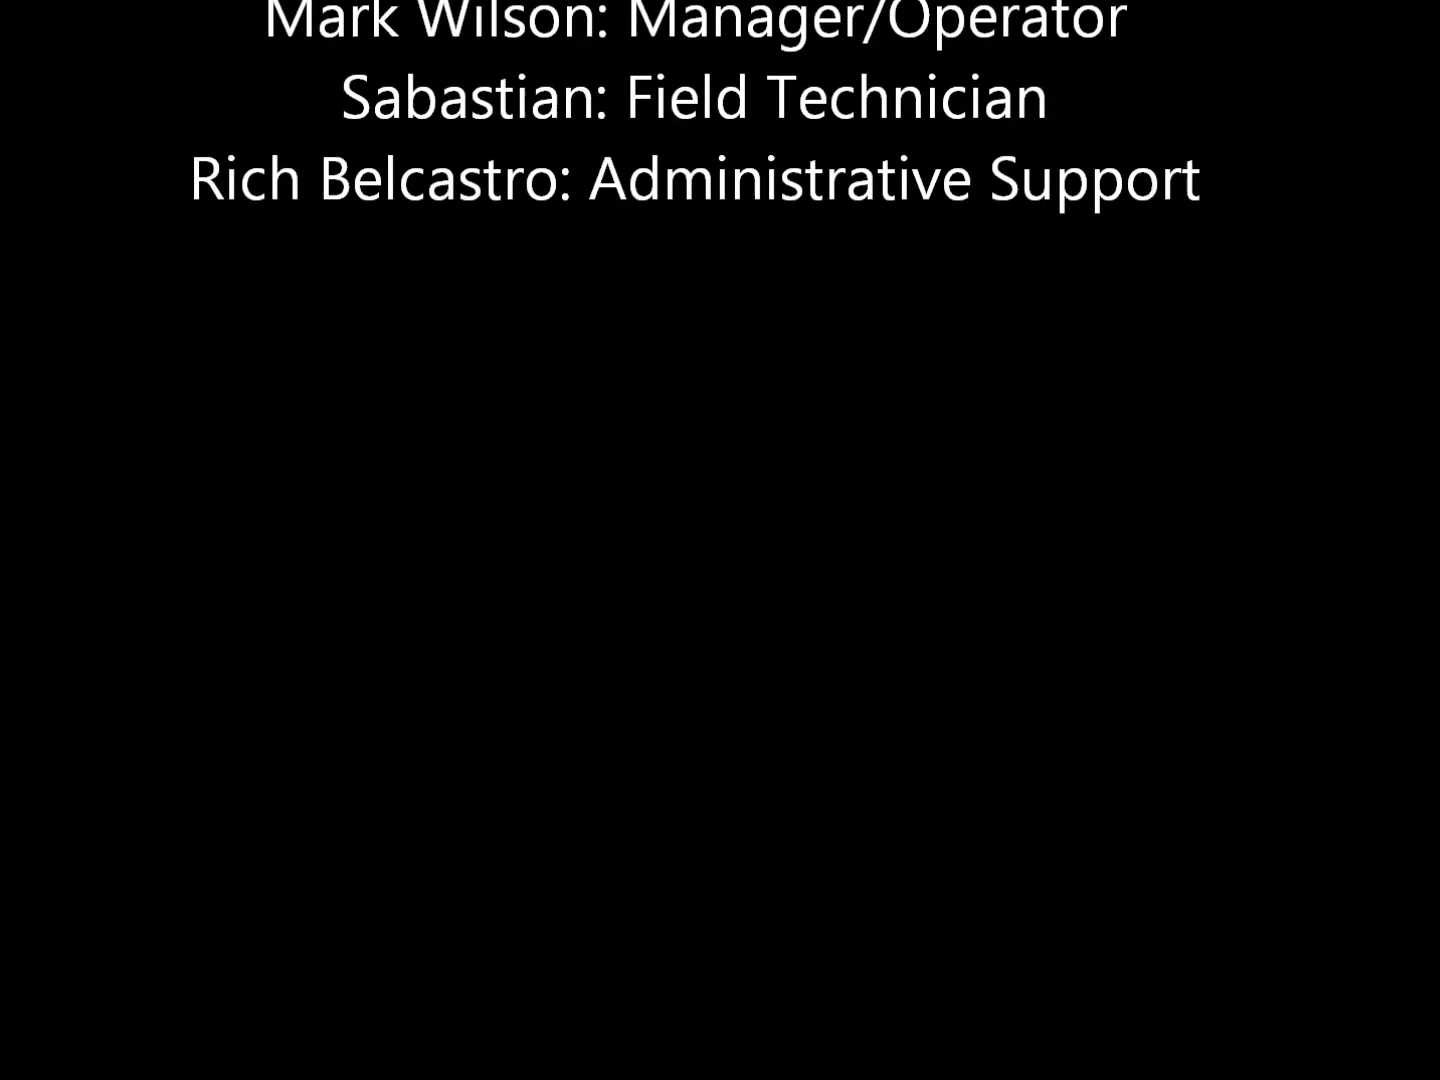 Mark Wilson: Manager/Operator
Sabastian: Field Technician
Rich Belcastro: Administrative Support